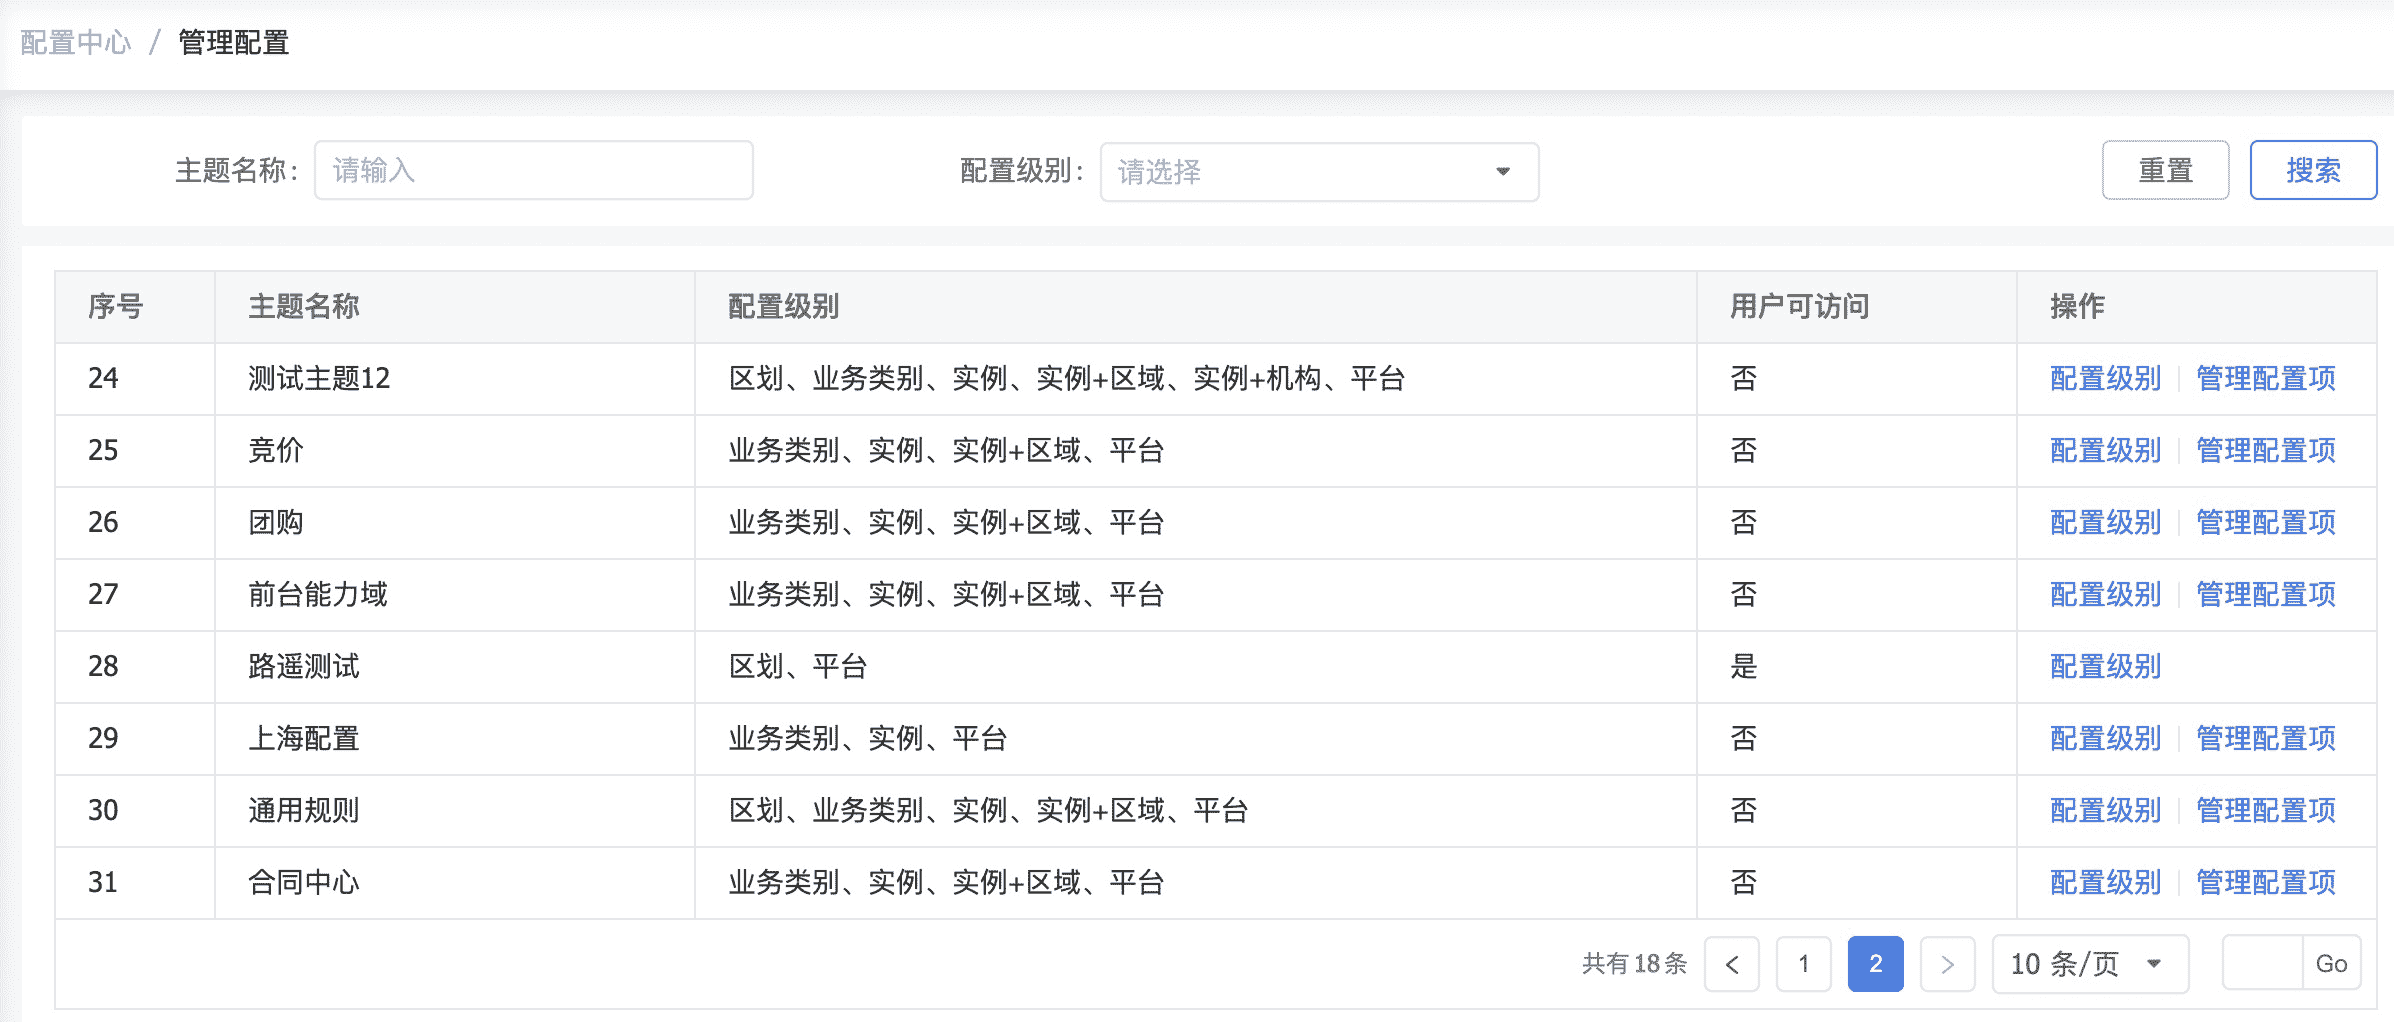 配置中心 / 管理配置
主题名称: 请输入 配置级别: 请选择 重置 搜索
序号 主题名称 配置级别 用户可访问 操作
24 测试主题12 区划、业务类别、实例、实例+区域、实例+机构、平台 否 配置级别 管理配置项
25 竞价 业务类别、实例、实例+区域、平台 否 配置级别 管理配置项
26 团购 业务类别、实例、实例+区域、平台 否 配置级别 管理配置项
27 前台能力域 业务类别、实例、实例+区域、平台 否 配置级别 管理配置项
28 路遥测试 区划、平台 是 配置级别
29 上海配置 业务类别、实例、平台 否 配置级别 管理配置项
30 通用规则 区划、业务类别、实例、实例+区域、平台 否 配置级别 管理配置项
31 合同中心 业务类别、实例、实例+区域、平台 否 配置级别 管理配置项
共有18条 < 1 2 > 10 条/页 Go